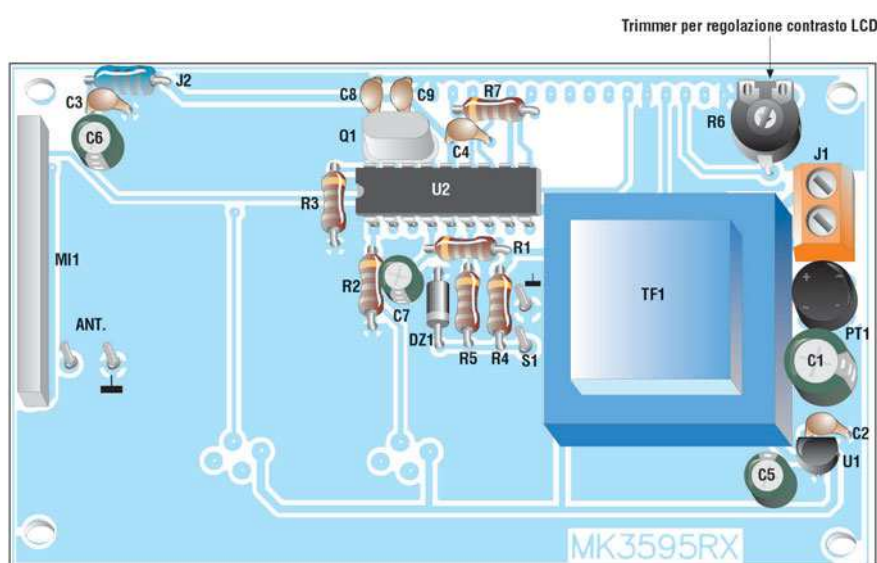 Trimmer per regolazione contrasto LCD
J2
C3
C8
C9
R7
C6
Q1
C4
R6
J1
U2
R3
MI1
R1
R2
TF1
C7
ANT.
DZ1
R5
R4
S1
PT1
C1
C2
U1
C5
MK3595RX